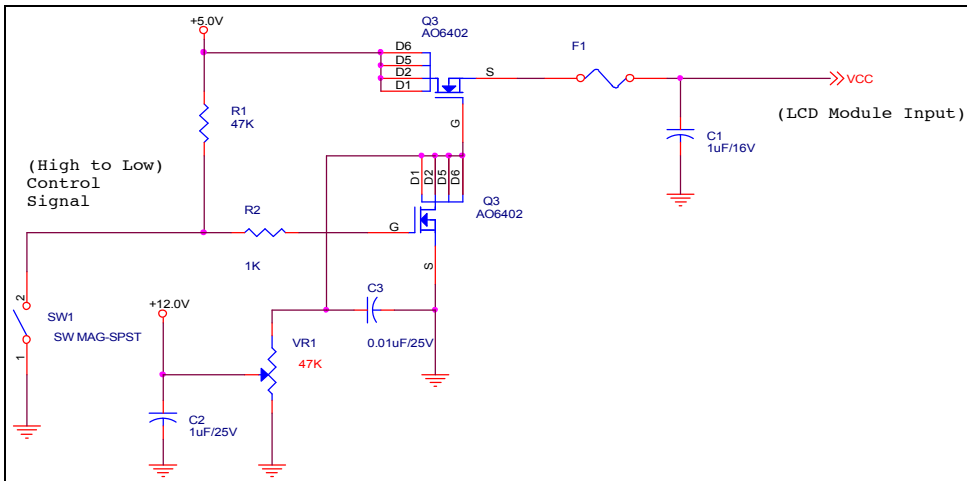 +5.0V
Q3
AO6402
D6
D5
D2
D1
S
G
F1
VCC
(LCD Module Input)
R1
47K
C1
1uF/16V
(High to Low)
Control
Signal
D1
D2
D5
D6
Q3
AO6402
R2
1K
G
S
2
1
SW1
SW MAG-SPST
+12.0V
C3
0.01uF/25V
VR1
47K
C2
1uF/25V